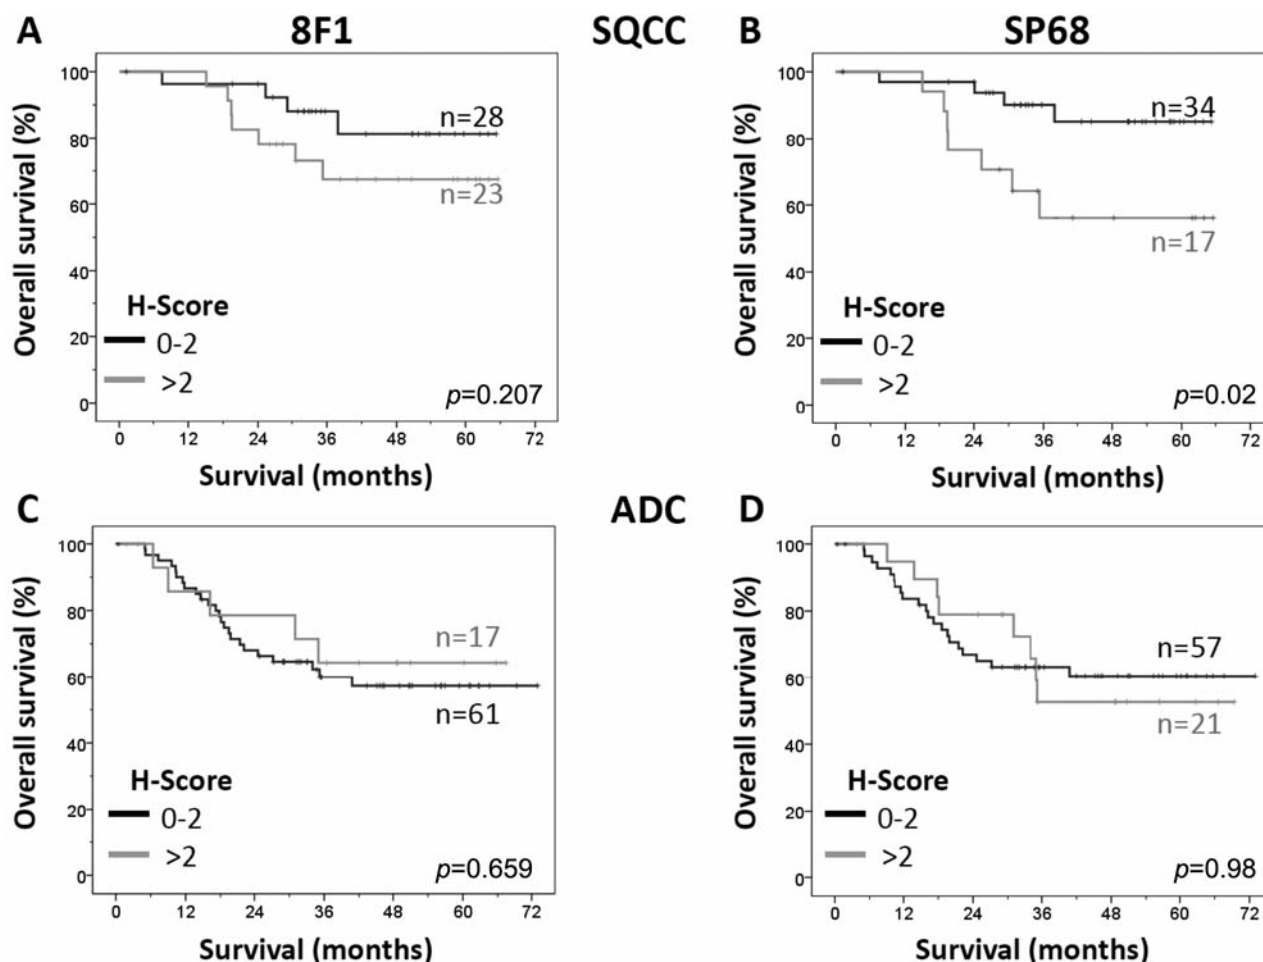 A 8F1 SQCC B SP68
Overall survival (%)
100
80
60
40
20
0
n=28
n=23
H-Score
0-2
>2
p=0.207
0 12 24 36 48 60 72
Survival (months)
Overall survival (%)
100
80
60
40
20
0
n=34
n=17
H-Score
0-2
>2
p=0.02
0 12 24 36 48 60 72
Survival (months)
C ADC D
Overall survival (%)
100
80
60
40
20
0
n=17
n=61
H-Score
0-2
>2
p=0.659
0 12 24 36 48 60 72
Survival (months)
Overall survival (%)
100
80
60
40
20
0
n=57
n=21
H-Score
0-2
>2
p=0.98
0 12 24 36 48 60 72
Survival (months)